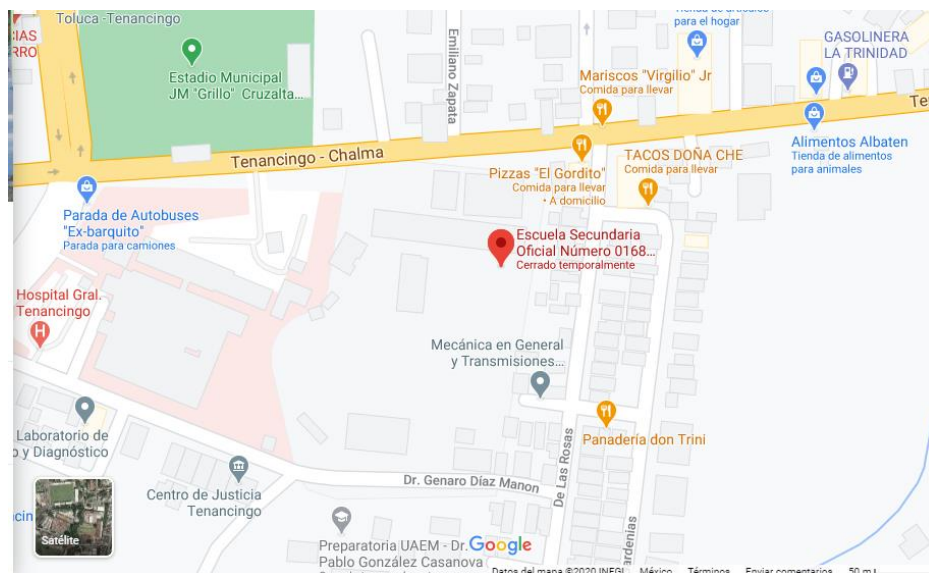 Toluca -Tenancingo
Estadio Municipal
JM "Grillo" Cruzalta...
Emiliano Zapata
para el hogar
GASOLINERA
LA TRINIDAD
Mariscos "Virgilio" Jr
Comida para llevar
Tenancingo - Chalma
Alimentos Albaten
Tienda de alimentos
para animales
Pizzas "El Gordito"
Comida para llevar
• A domicilio
TACOS DOÑA CHE
Comida para llevar
Parada de Autobuses
"Ex-barquito"
Parada para camiones
Escuela Secundaria
Oficial Número 0168...
Cerrado temporalmente
Hospital Gral.
Tenancingo
H
Mecánica en General
y Transmisiones...
Panadería don Trini
Laboratorio de
o y Diagnóstico
De Las Rosas
Dr. Genaro Díaz Manon
Centro de Justicia
Tenancingo
Satélite
Preparatoria UAEM - Dr.
Pablo González Casanova
Google
Datos del mapa ©2020 INEGI México Términos Enviar comentarios 50 m